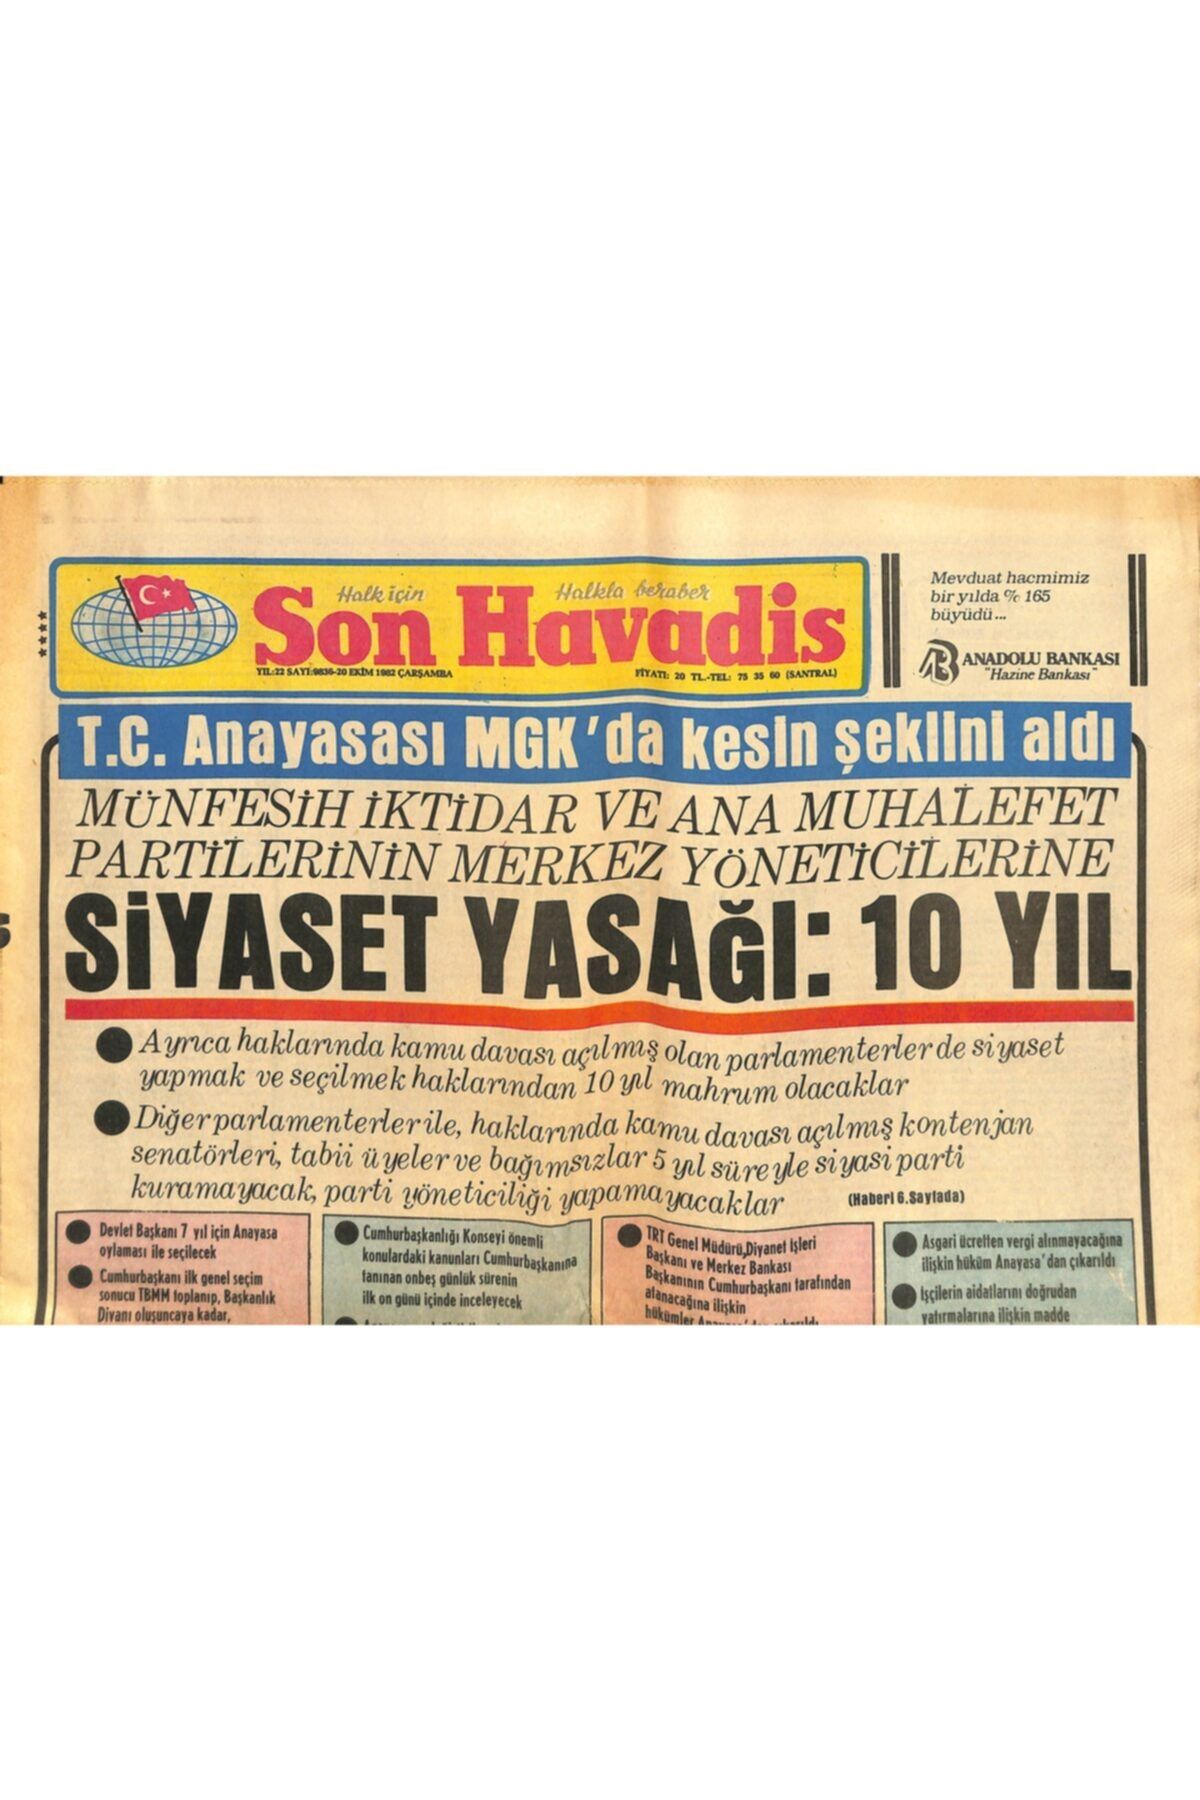 Halk için
Halkla beraber
Son Havadis
YIL:22 SAYI:9836-20 EKİM 1982 ÇARŞAMBA
FİYATI: 20 TL.-TEL: 75 35 60 (SANTRAL)
Mevduat hacmimiz
bir yılda % 165
büyüdü...
ANADOLU BANKASI
"Hazine Bankası"
T.C. Anayasası MGK'da kesin şeklini aldı
MÜNFESİH İKTİDAR VE ANA MUHALEFET
PARTİLERİNİN MERKEZ YÖNETİCİLERİNE
SİYASET YASAĞI: 10 YIL
● Ayrıca haklarında kamu davası açılmış olan parlamenterler de siyaset
yapmak ve seçilmek haklarından 10 yıl mahrum olacaklar
● Diğer parlamenterler ile, haklarında kamu davası açılmış kontenjan
senatörleri, tabii üyeler ve bağımsızlar 5 yıl süreyle siyasi parti
kuramayacak, parti yöneticiliği yapamayacaklar
(Haberi 6.Sayfada)
● Devlet Başkanı 7 yıl için Anayasa
oylaması ile seçilecek
● Cumhurbaşkanı ilk genel seçim
sonucu TBMM toplanıp, Başkanlık
Divanı oluşuncaya kadar,
● Cumhurbaşkanlığı Konseyi önemli
konulardaki kanunları Cumhurbaşkanına
tanınan onbeş günlük sürenin
ilk on günü içinde inceleyecek
● TRT Genel Müdürü,Diyanet İşleri
Başkanı ve Merkez Bankası
Başkanının Cumhurbaşkanı tarafından
atanacağına ilişkin
hükümler
● Asgari ücretten vergi alınmayacağına
ilişkin hüküm Anayasa'dan çıkarıldı
● İşçilerin aidatlarını doğrudan
yatırmalarına ilişkin madde